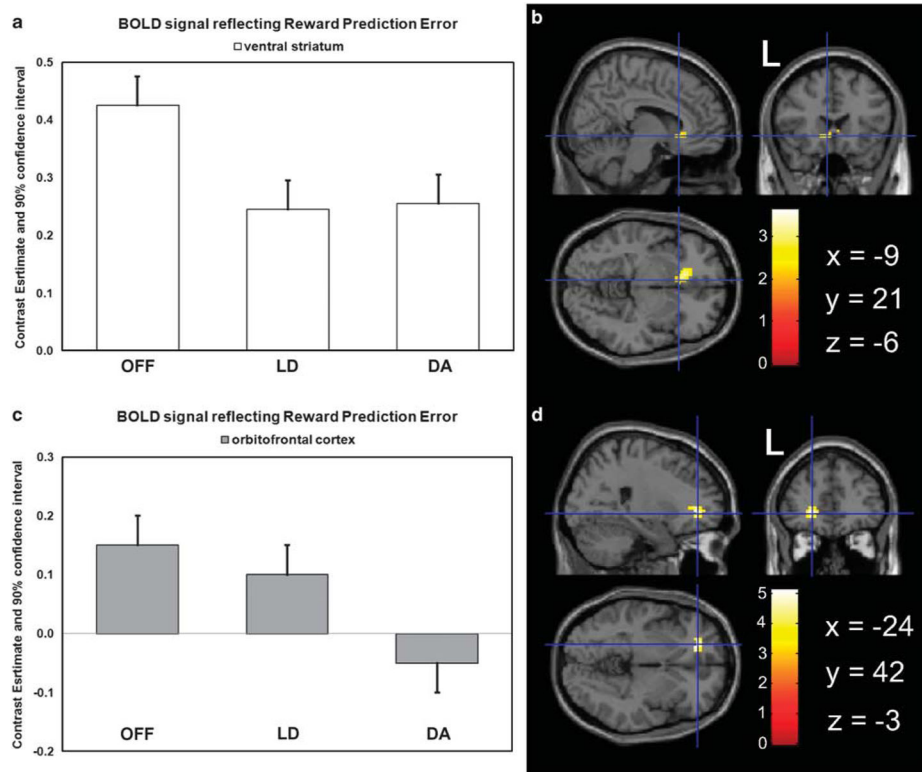 a
BOLD signal reflecting Reward Prediction Error
ventral striatum
Contrast Esrtimate and 90% confidence interval
0.5
0.4
0.3
0.2
0.1
0.0
OFF LD DA
b
L
3
2
1
0
x = -9
y = 21
z = -6
c
BOLD signal reflecting Reward Prediction Error
orbitofrontal cortex
Contrast Esrtimate and 90% confidence interval
0.3
0.2
0.1
0.0
-0.1
-0.2
OFF LD DA
d
L
5
4
3
2
1
0
x = -24
y = 42
z = -3